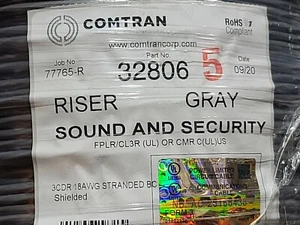 COMTRAN
RoHS
Compliant
www.comtrancorp.com
Job No
Part No
Date
77765-R
32806
5
09/20
RISER GRAY
SOUND AND SECURITY
FPLR/CL3R (UL) OR CMR C(UL)US
3CDR 18AWG STRANDED BC
Shielded